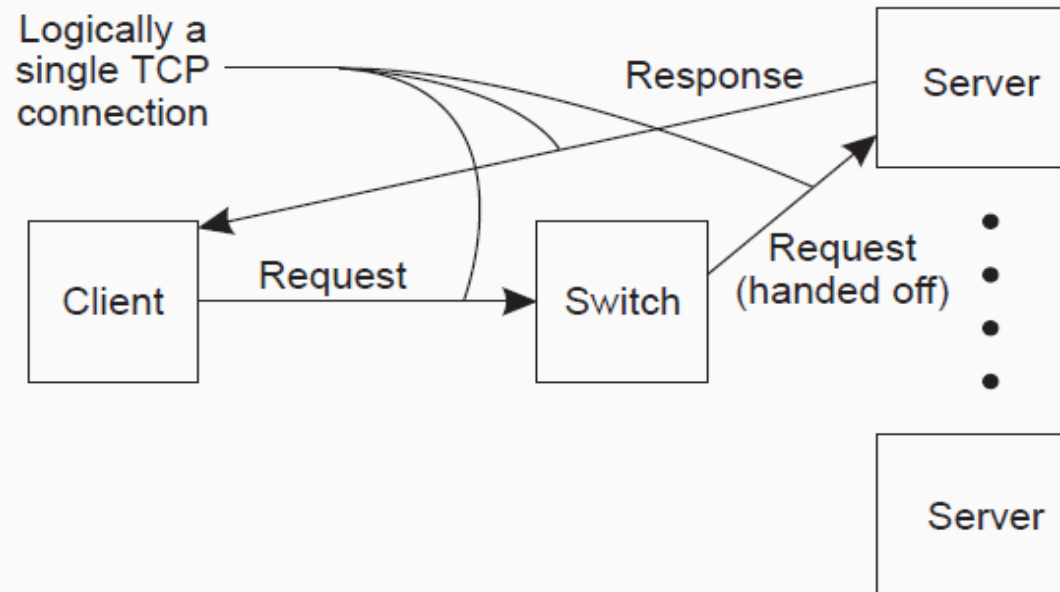 Logically a
single TCP
connection
Response
Server
Client
Request
Switch
Request
(handed off)
Server